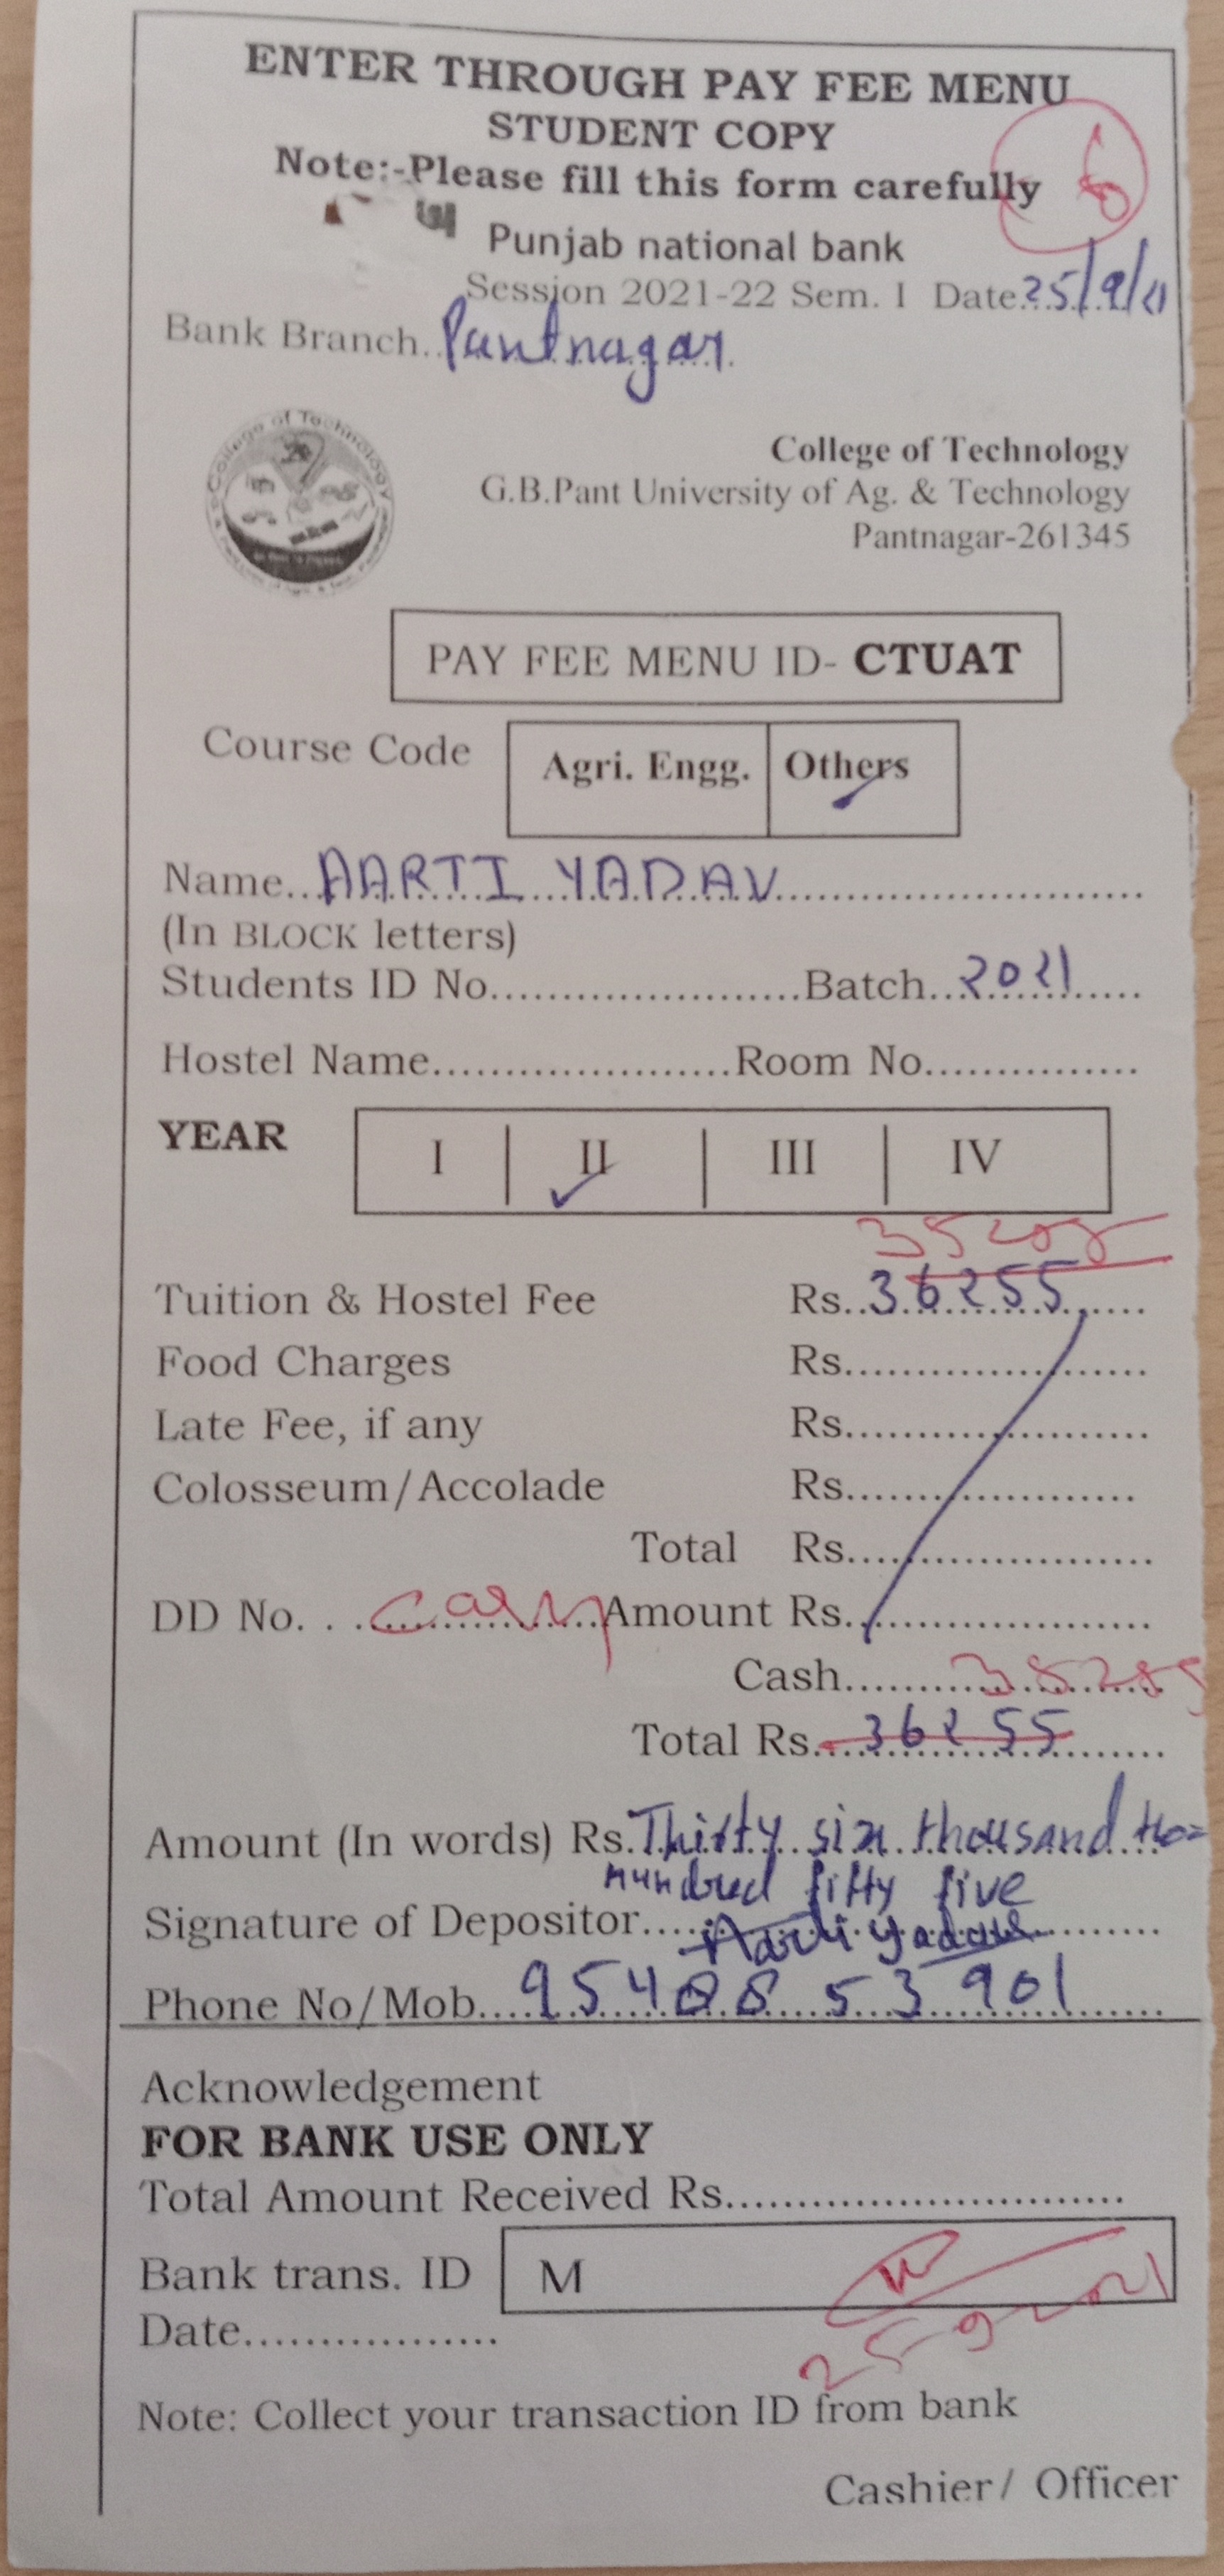 ENTER THROUGH PAY FEE MENU
STUDENT COPY
Note:-Please fill this form carefully
Punjab national bank
Session 2021-22 Sem. I Date.25/9/21
Bank Branch..Pantnagar.
College of Technology
College of Technology
G.B.Pant University of Ag. & Technology
Pantnagar-261345
PAY FEE MENU ID- CTUAT
Course Code Agri. Engg. Others
Name..AARTI YADAV..........................
(In BLOCK letters)
Students ID No......................Batch...2021.....
Hostel Name.....................Room No...............
YEAR I II III IV
Tuition & Hostel Fee Rs..36255......
Food Charges Rs.....................
Late Fee, if any Rs.....................
Colosseum/Accolade Rs....................
Total Rs.....................
DD No. . ...................Amount Rs.....................
Cash..........
Total Rs...36255.......
Amount (In words) Rs.Thirty six thousand two
hundred fifty five
Signature of Depositor....Aarti Yadav..........
Phone No/Mob....9548853901......
Acknowledgement
FOR BANK USE ONLY
Total Amount Received Rs............................
Bank trans. ID M
25-9-2021
Date..................
Note: Collect your transaction ID from bank
Cashier/ Officer